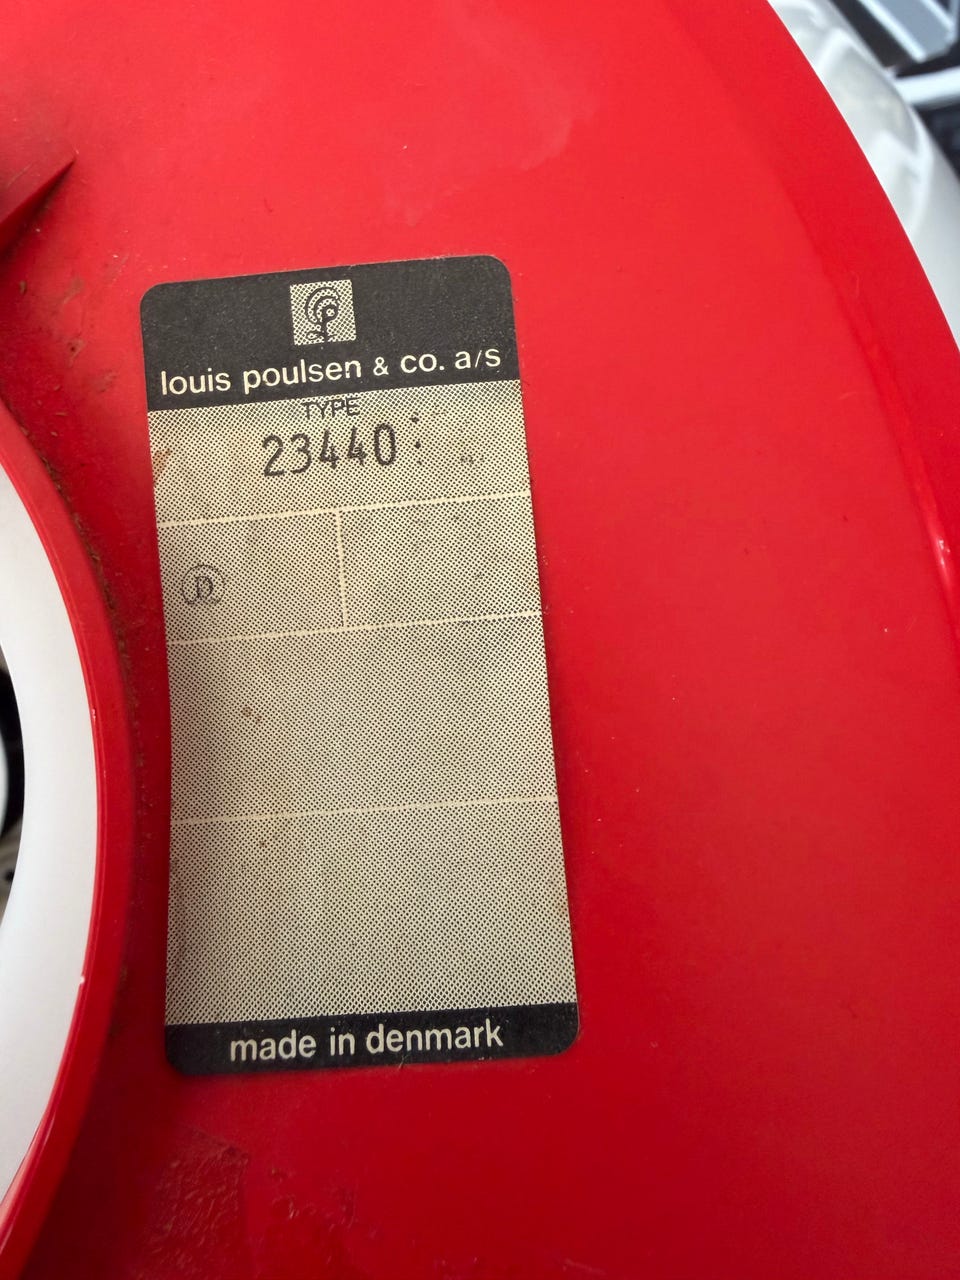 P
louis poulsen & co. a/s
TYPE
23440
D
made in denmark